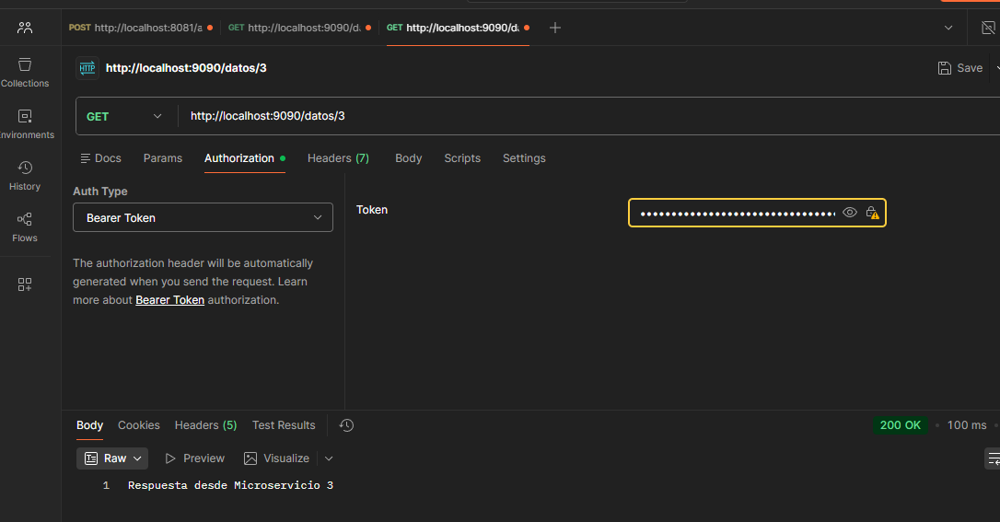 POST http://localhost:8081/a
GET http://localhost:9090/d.
GET http://localhost:9090/d.
http://localhost:9090/datos/3
Save
Collections
GET http://localhost:9090/datos/3
nvironments
Docs Params Authorization Headers (7) Body Scripts Settings
History
Auth Type
Token
Bearer Token
Flows
The authorization header will be automatically
generated when you send the request. Learn
more about Bearer Token authorization.
Body Cookies Headers (5) Test Results
200 OK • 100 ms •
Raw Preview Visualize
1 Respuesta desde Microservicio 3